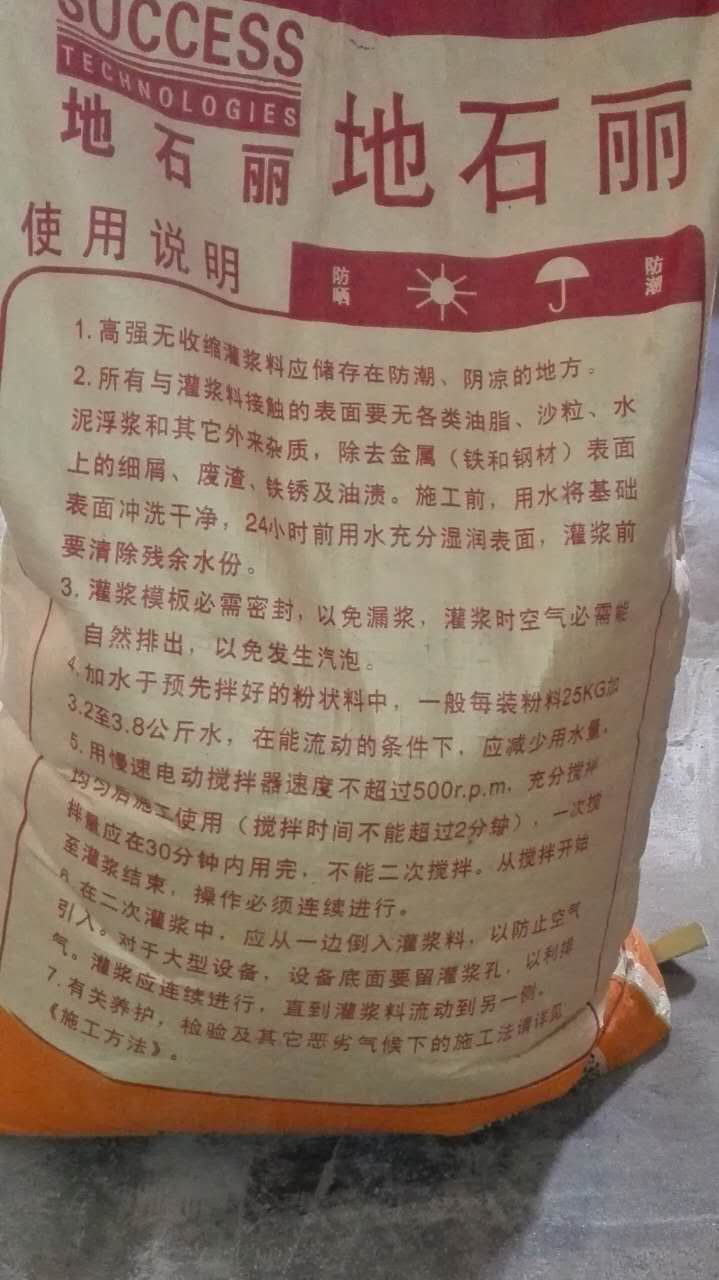 SUCCESS
TECHNOLOGIES
地石丽
地石丽
使用说明
防晒
防潮
1. 高强无收缩灌浆料应储存在防潮、阴凉的地方。
2. 所有与灌浆料接触的表面要无各类油脂、沙粒、水
泥浮浆和其它外来杂质，除去金属（铁和钢材）表面
上的细屑、废渣、铁锈及油渍。施工前，用水将基础
表面冲洗干净，24小时前用水充分湿润表面，灌浆前
要清除残余水份。
3. 灌浆模板必需密封，以免漏浆，灌浆时空气必需能
自然排出，以免发生汽泡。
4. 加水于预先拌好的粉状料中，一般每装粉料25KG加
3.2至3.8公斤水，在能流动的条件下，应减少用水量。
5. 用慢速电动搅拌器速度不超过500r.p.m，充分搅拌
均匀后施工使用（搅拌时间不能超过2分钟），一次搅
拌量应在30分钟内用完，不能二次搅拌。从搅拌开始
至灌浆结束，操作必须连续进行。
6. 在二次灌浆中，应从一边倒入灌浆料，以防止空气
引入。对于大型设备，设备底面要留灌浆孔，以利排
气。灌浆应连续进行，直到灌浆料流动到另一侧。
7. 有关养护，检验及其它恶劣气候下的施工法请详见
《施工方法》。